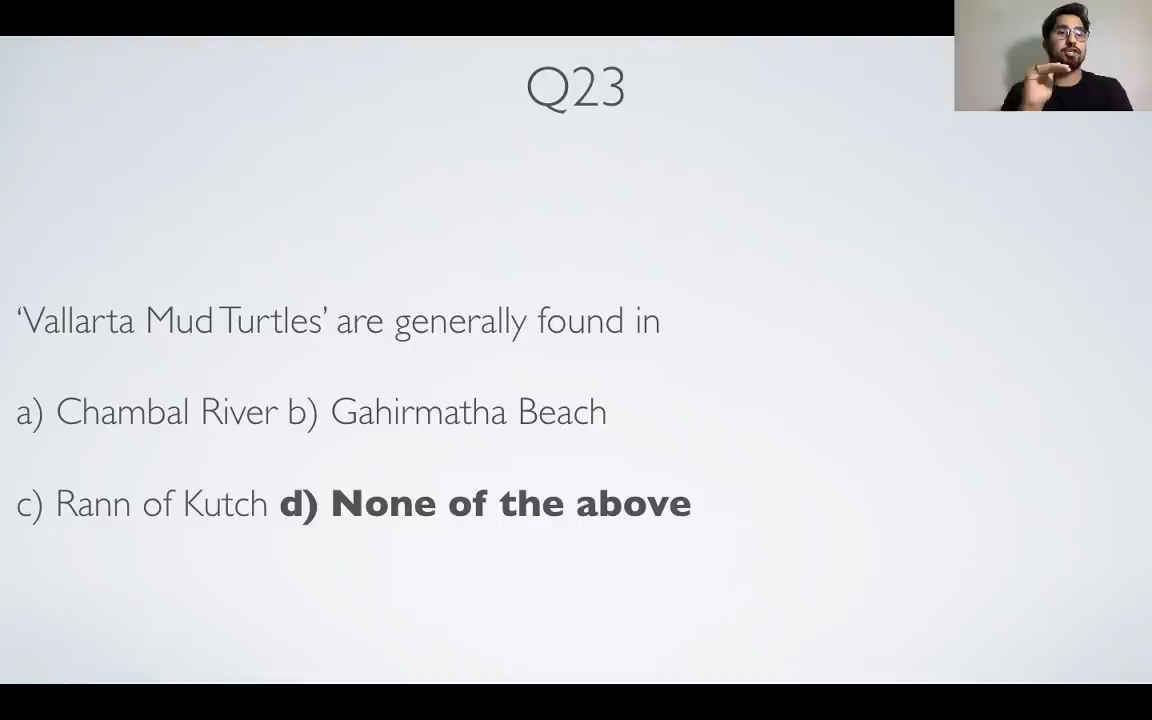 Q23
‘Vallarta Mud Turtles’ are generally found in
a) Chambal River b) Gahirmatha Beach
c) Rann of Kutch d) None of the above